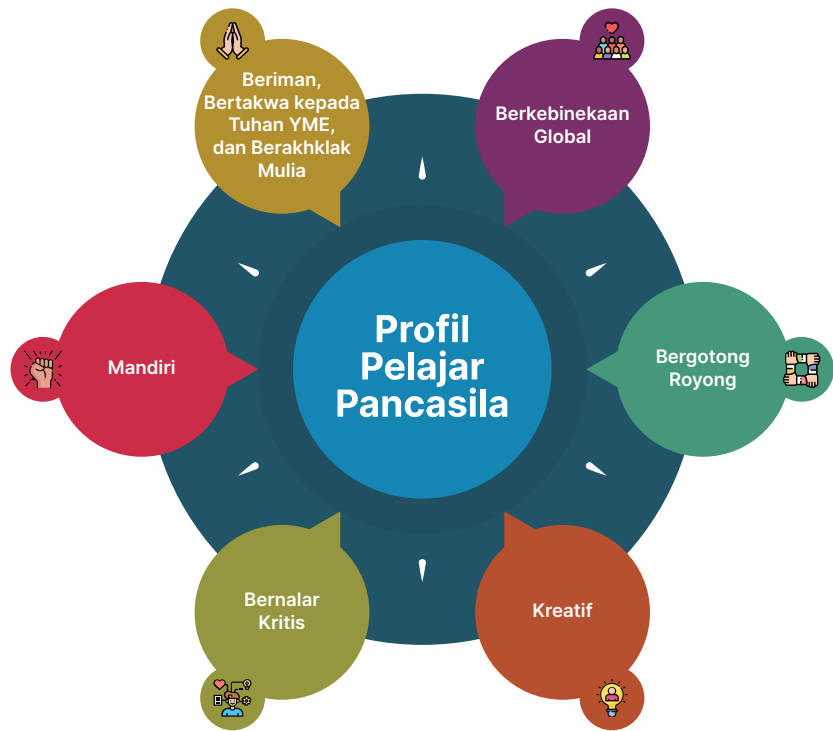 Beriman,
Bertakwa kepada
Tuhan YME,
dan Berakhklak
Mulia
Berkebinekaan
Global
Mandiri
Profil
Pelajar
Pancasila
Bergotong
Royong
Bernalar
Kritis
Kreatif